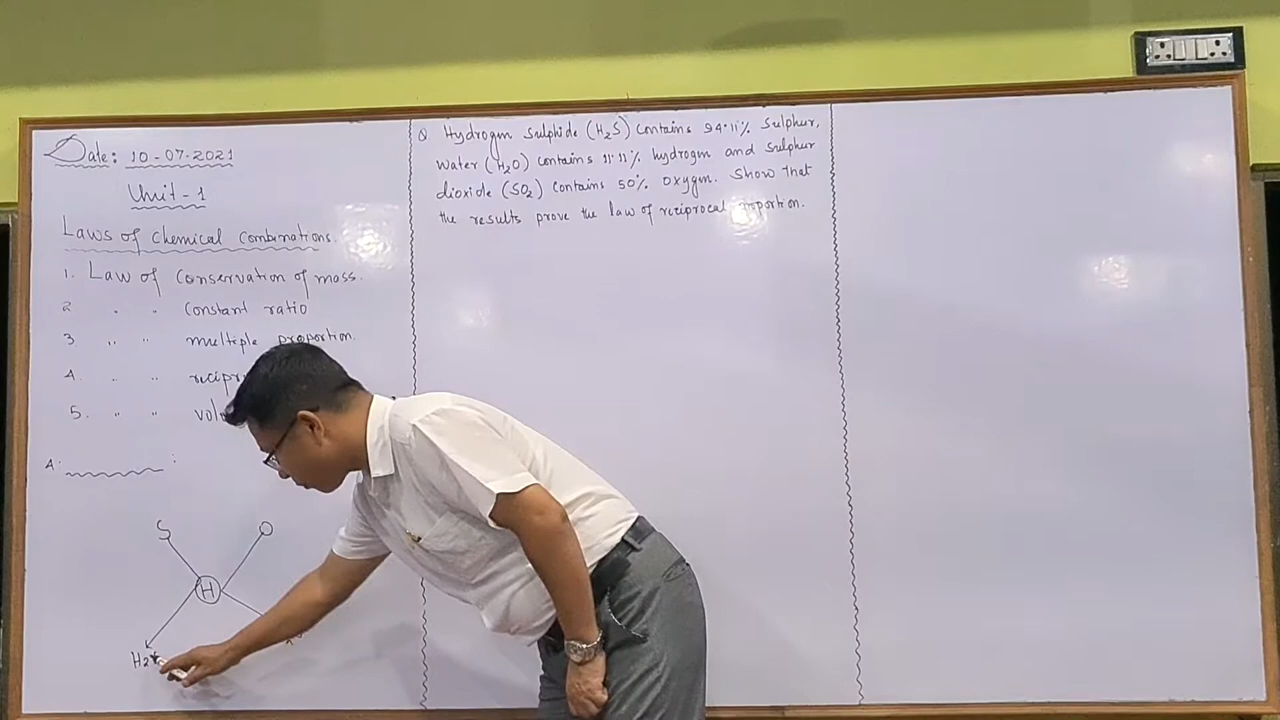 Date: 10-07-2021
Unit-1
Laws of Chemical Combinations.
1. Law of Conservation of mass.
2 " " Constant ratio
3 " " multiple proportion.
4. " "
5. " "
4.
S O
H
H2
Q Hydrogen Sulphide (H2S) Contains 94.11% Sulphur,
Water (H2O) contains 11.11% hydrogen and Sulphur
dioxide (SO2) Contains 50% oxygen. Show that
the results prove the law of reciprocal proportion.